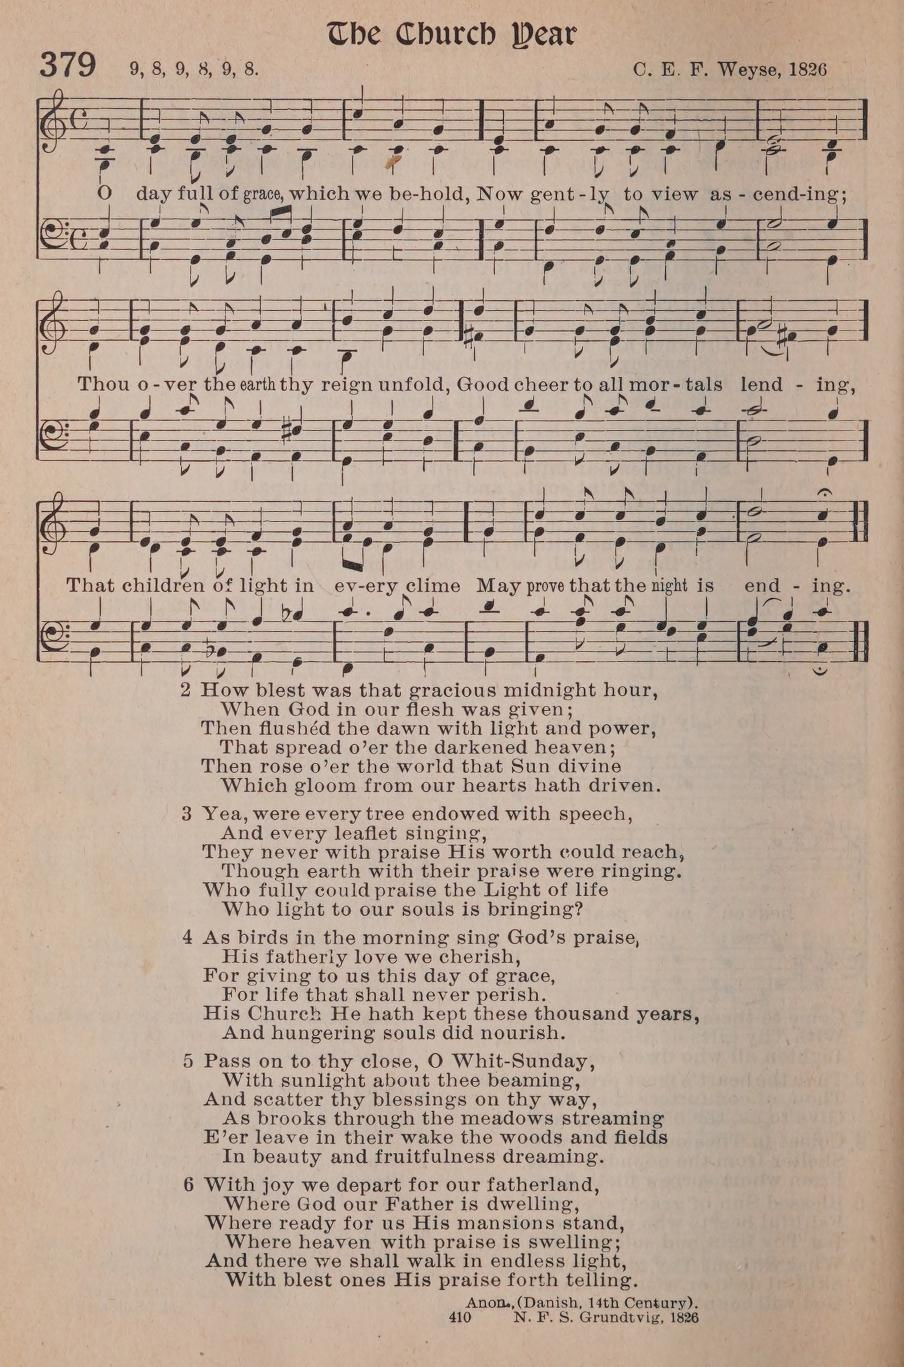 The Church Year
379 9, 8, 9, 8, 9, 8. C. E. F. Weyse, 1826
O day full of grace, which we be-hold, Now gent-ly to view as-cend-ing;
Thou o-ver the earth thy reign unfold, Good cheer to all mor-tals lend - ing,
That children of light in ev-ery clime May prove that the night is end - ing.
2 How blest was that gracious midnight hour,
When God in our flesh was given;
Then flushéd the dawn with light and power,
That spread o'er the darkened heaven;
Then rose o'er the world that Sun divine
Which gloom from our hearts hath driven.
3 Yea, were every tree endowed with speech,
And every leaflet singing,
They never with praise His worth could reach,
Though earth with their praise were ringing.
Who fully could praise the Light of life
Who light to our souls is bringing?
4 As birds in the morning sing God's praise,
His fatherly love we cherish,
For giving to us this day of grace,
For life that shall never perish.
His Church He hath kept these thousand years,
And hungering souls did nourish.
5 Pass on to thy close, O Whit-Sunday,
With sunlight about thee beaming,
And scatter thy blessings on thy way,
As brooks through the meadows streaming
E'er leave in their wake the woods and fields
In beauty and fruitfulness dreaming.
6 With joy we depart for our fatherland,
Where God our Father is dwelling,
Where ready for us His mansions stand,
Where heaven with praise is swelling;
And there we shall walk in endless light,
With blest ones His praise forth telling.
Anon., (Danish, 14th Century).
410 N. F. S. Grundtvig, 1826